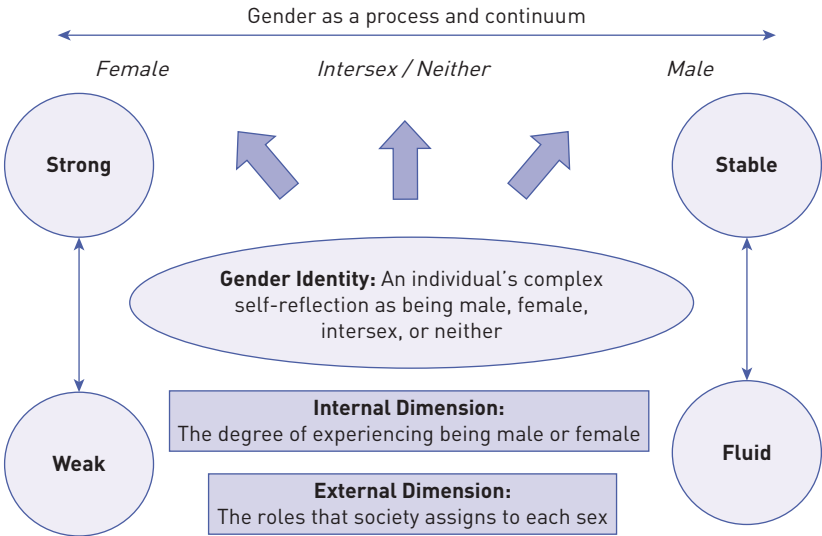 Gender as a process and continuum
Female
Intersex / Neither
Male
Strong
Stable
Gender Identity: An individual’s complex
self-reflection as being male, female,
intersex, or neither
Internal Dimension:
The degree of experiencing being male or female
Weak
Fluid
External Dimension:
The roles that society assigns to each sex